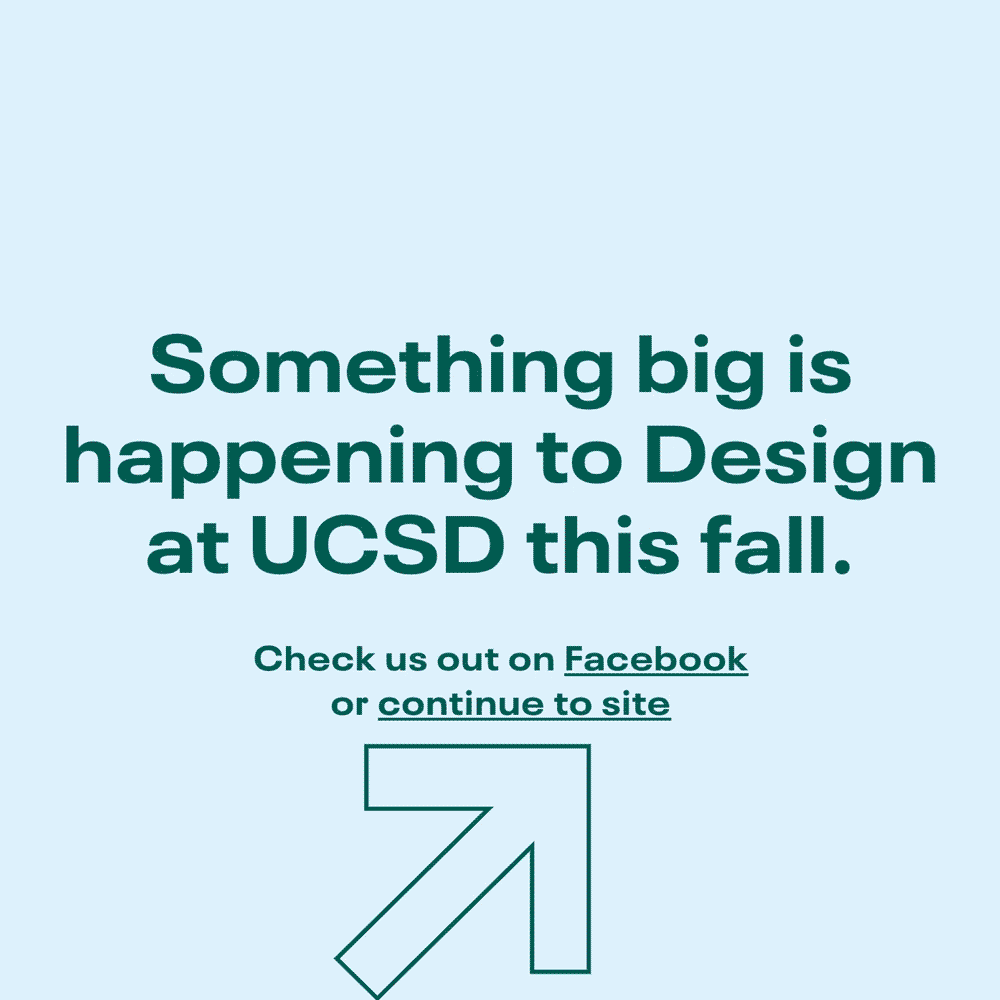 Something big is
happening to Design
at UCSD this fall.
Check us out on Facebook
or continue to site